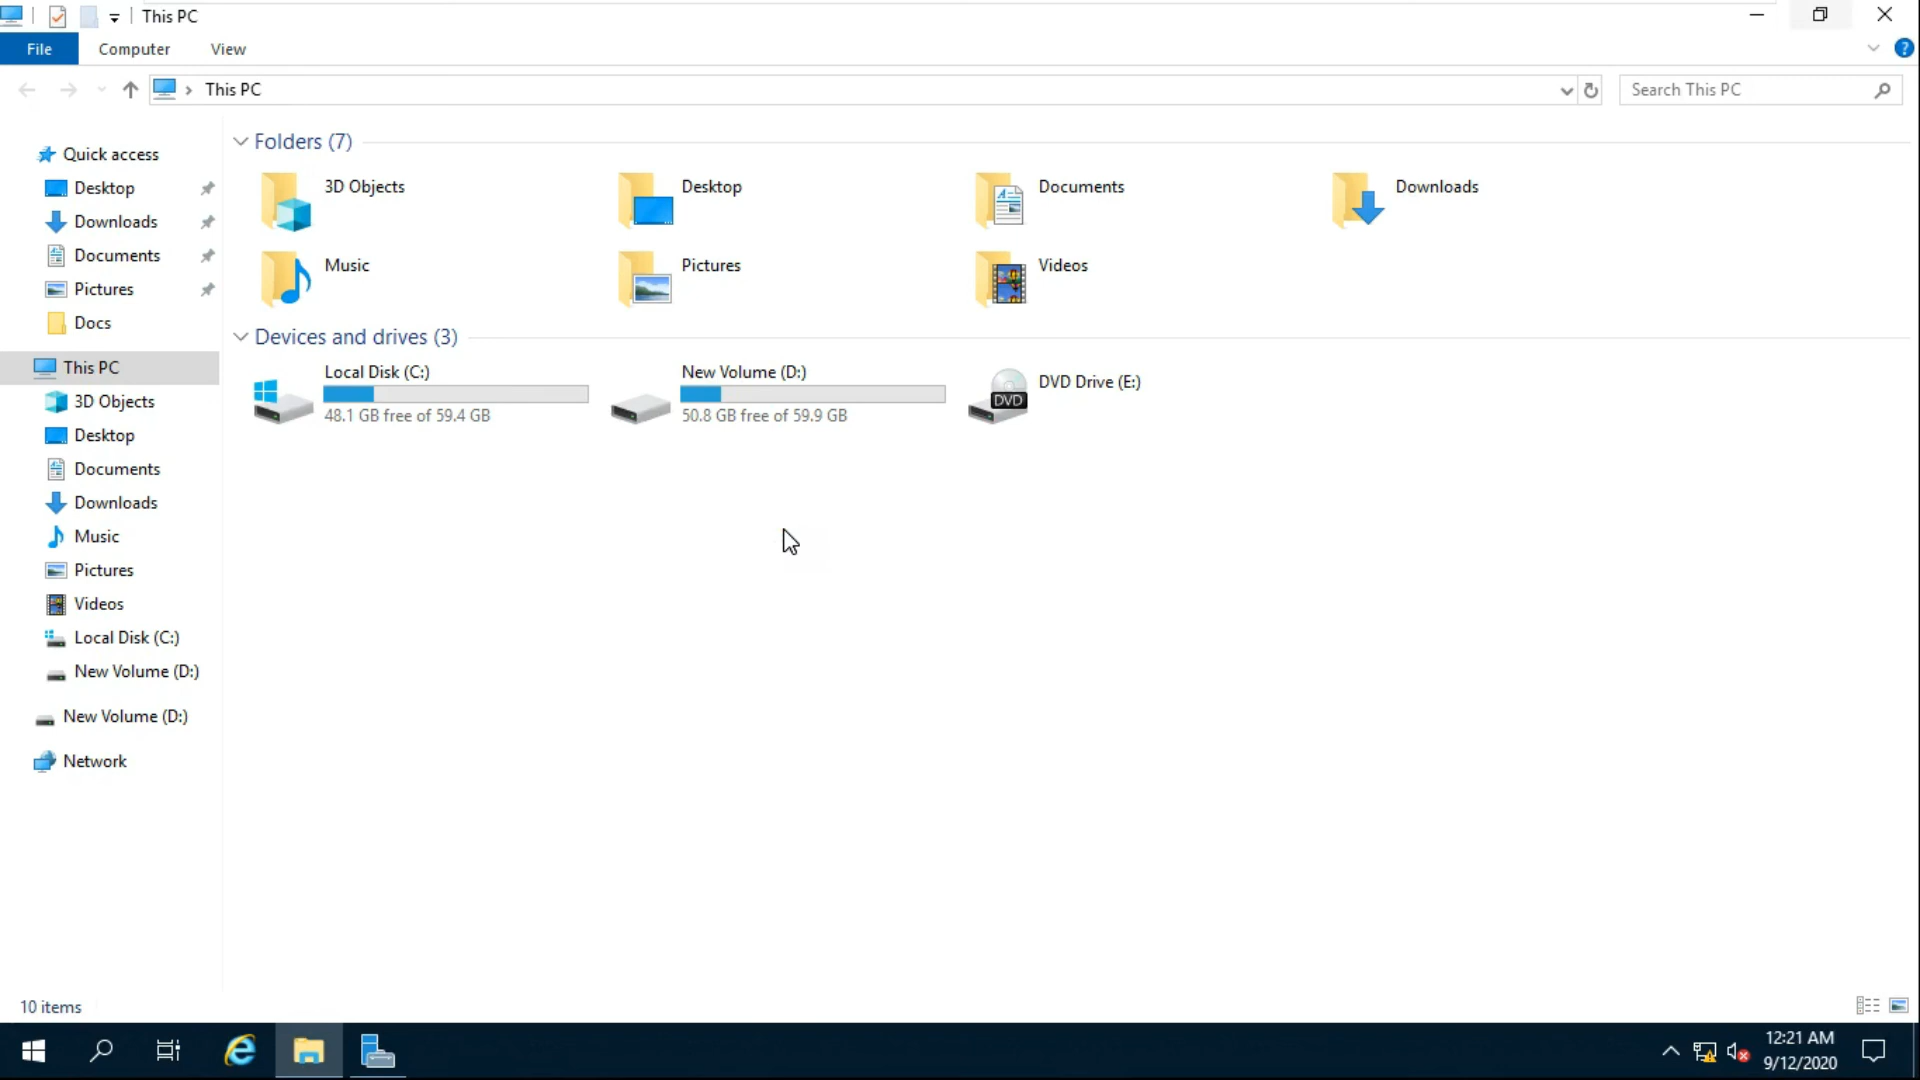 This PC
File
Computer
View
This PC
Search This PC
Quick access
Desktop
Downloads
Documents
Pictures
Docs
This PC
3D Objects
Desktop
Documents
Downloads
Music
Pictures
Videos
Local Disk (C:)
New Volume (D:)
New Volume (D:)
Network
Folders (7)
3D Objects
Desktop
Documents
Downloads
Music
Pictures
Videos
Devices and drives (3)
Local Disk (C:)
48.1 GB free of 59.4 GB
New Volume (D:)
50.8 GB free of 59.9 GB
DVD
DVD Drive (E:)
10 items
12:21 AM
9/12/2020